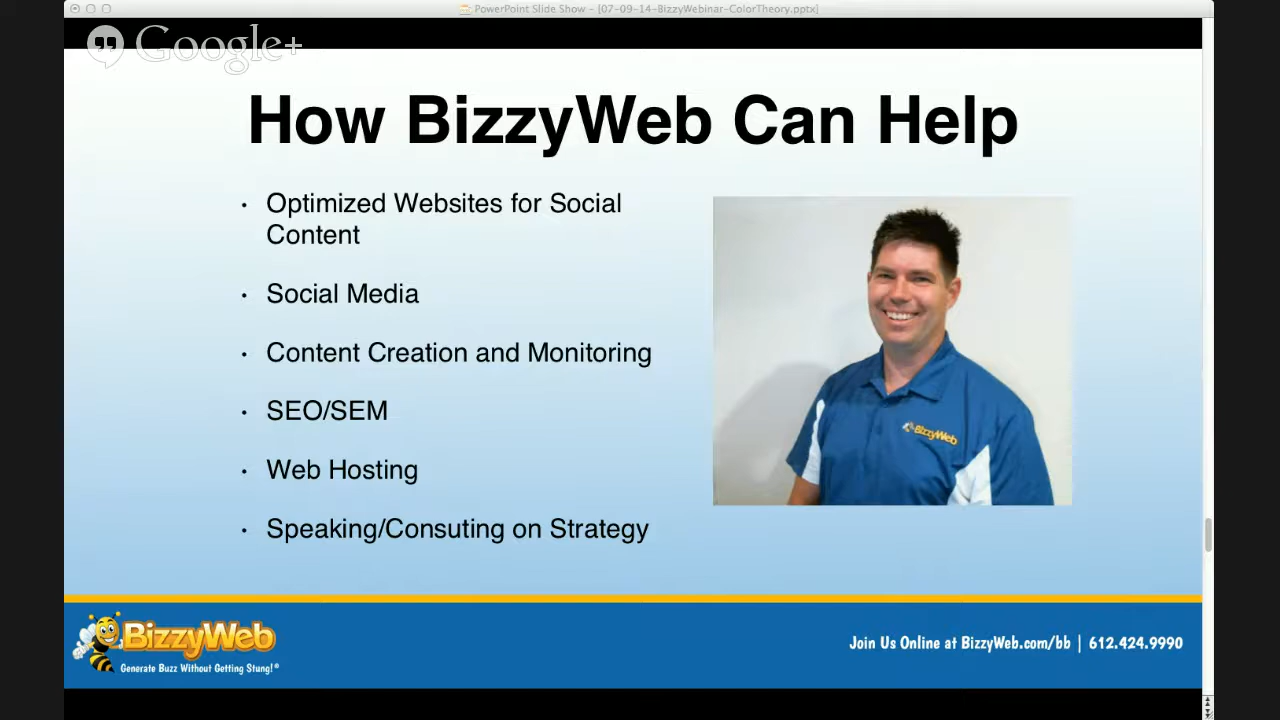 PowerPoint Slide Show - [07-09-14-BizzyWebinar-ColorTheory.pptx]
Google+
How BizzyWeb Can Help
• Optimized Websites for Social
Content
• Social Media
• Content Creation and Monitoring
• SEO/SEM
• Web Hosting
• Speaking/Consuting on Strategy
BizzyWeb
BizzyWeb
Generate Buzz Without Getting Stung!®
Join Us Online at BizzyWeb.com/bb | 612.424.9990